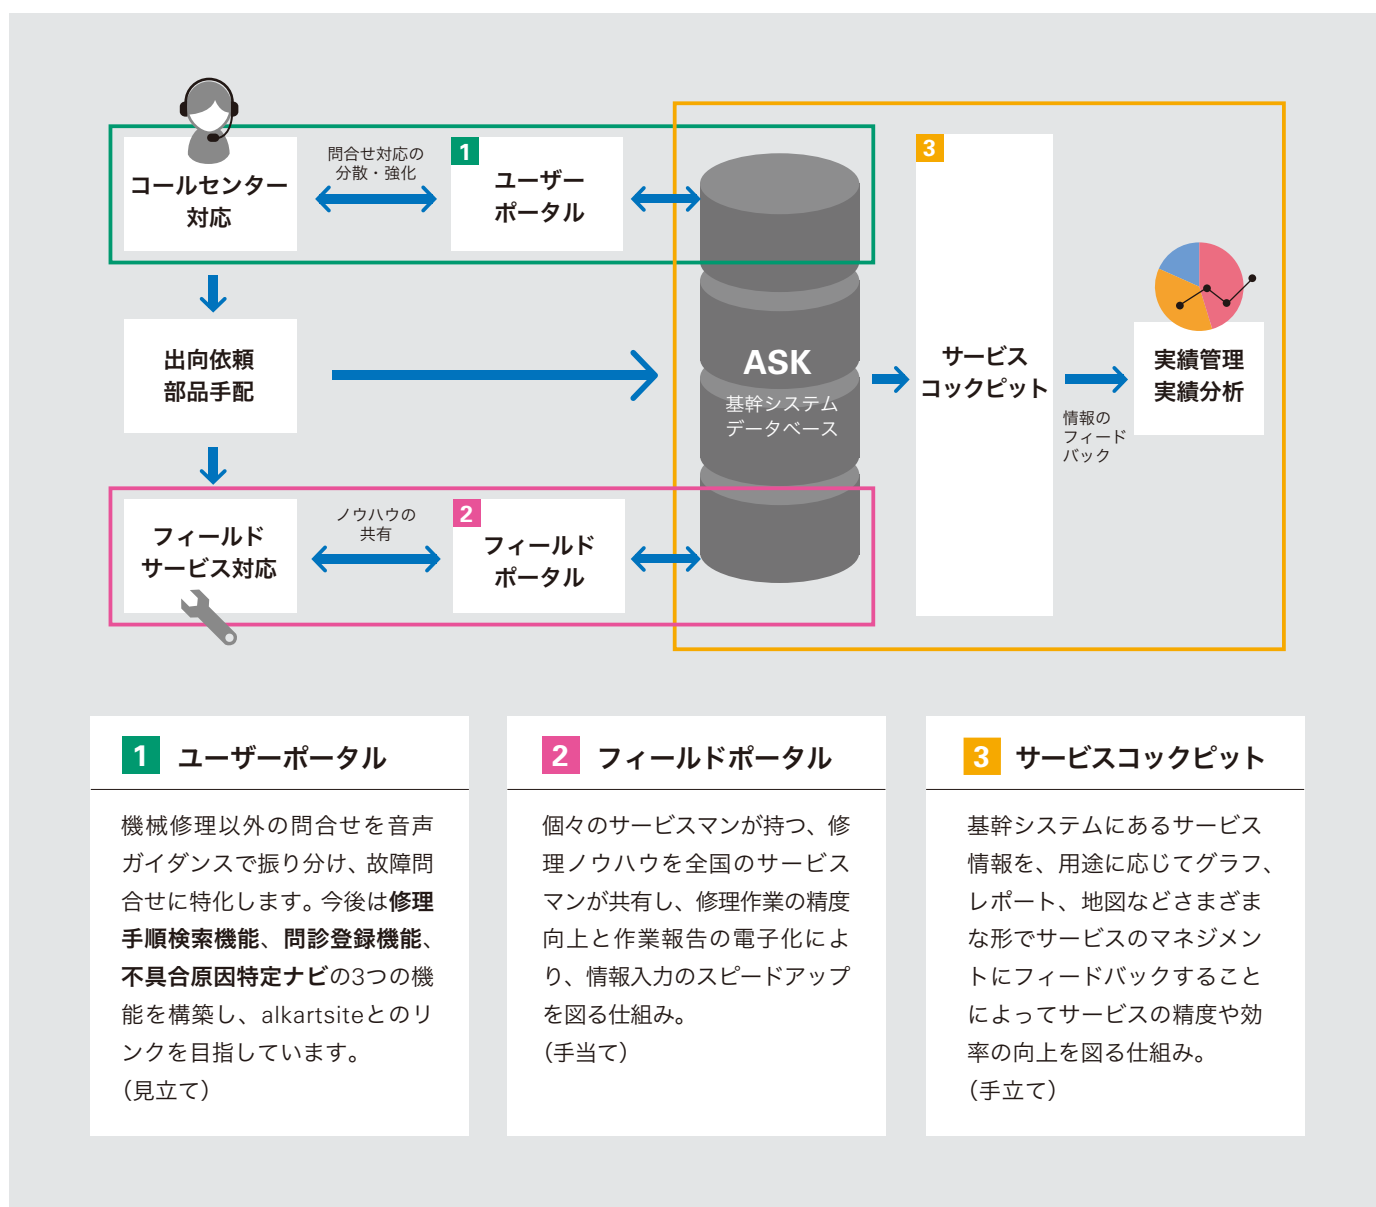 コールセンター
対応
問合せ対応の
分散・強化
1
ユーザー
ポータル
出向依頼
部品手配
フィールド
サービス対応
ノウハウの
共有
2
フィールド
ポータル
ASK
基幹システム
データベース
3
サービス
コックピット
情報の
フィード
バック
実績管理
実績分析
1 ユーザーポータル
機械修理以外の問合せを音声
ガイダンスで振り分け、故障問
合せに特化します。今後は修理
手順検索機能、問診登録機能、
不具合原因特定ナビの3つの機
能を構築し、alkartsiteとのリ
ンクを目指しています。
(見立て)
2 フィールドポータル
個々のサービスマンが持つ、修
理ノウハウを全国のサービス
マンが共有し、修理作業の精度
向上と作業報告の電子化によ
り、情報入力のスピードアップ
を図る仕組み。
(手当て)
3 サービスコックピット
基幹システムにあるサービス
情報を、用途に応じてグラフ、
レポート、地図などさまざま
な形でサービスのマネジメン
トにフィードバックすること
によってサービスの精度や効
率の向上を図る仕組み。
(手立て)